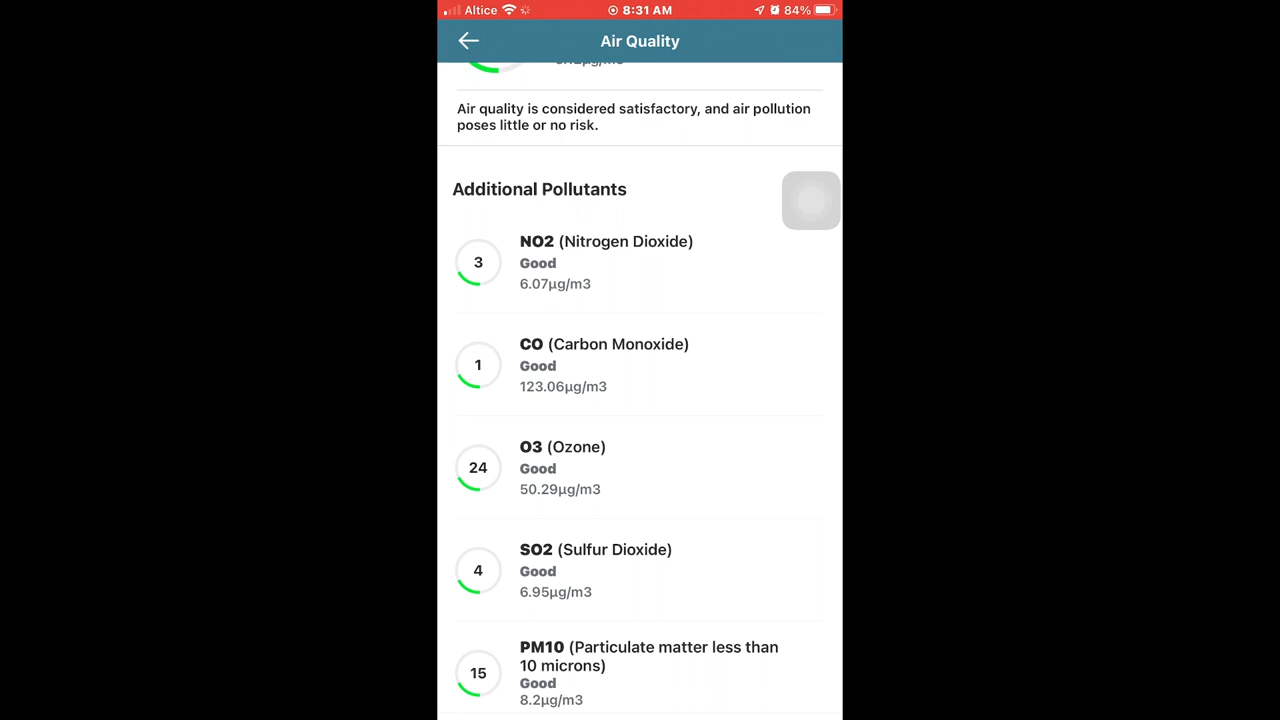 Altice
8:31 AM
84%
Air Quality
Air quality is considered satisfactory, and air pollution
poses little or no risk.
Additional Pollutants
3
NO2 (Nitrogen Dioxide)
Good
6.07µg/m3
1
CO (Carbon Monoxide)
Good
123.06µg/m3
24
O3 (Ozone)
Good
50.29µg/m3
4
SO2 (Sulfur Dioxide)
Good
6.95µg/m3
15
PM10 (Particulate matter less than
10 microns)
Good
8.2µg/m3